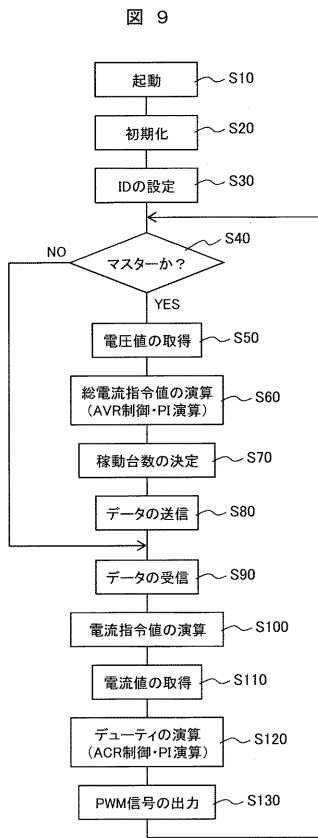 図 9
起動
S10
初期化
S20
IDの設定
S30
マスターか？
S40
NO
YES
電圧値の取得
S50
総電流指令値の演算
(AVR制御・PI演算)
S60
稼動台数の決定
S70
データの送信
S80
データの受信
S90
電流指令値の演算
S100
電流値の取得
S110
デューティの演算
(ACR制御・PI演算)
S120
PWM信号の出力
S130